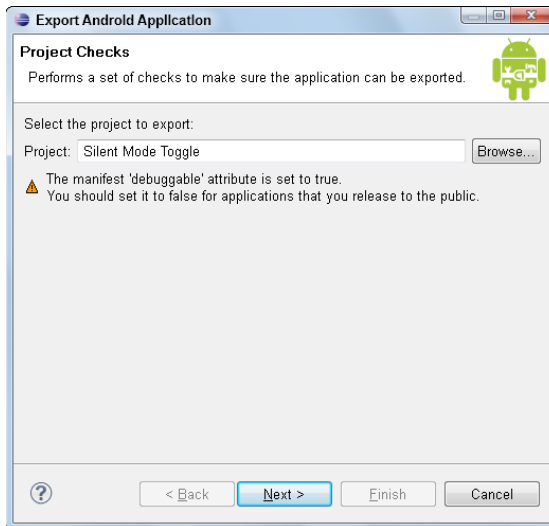 Export Android Application
Project Checks
Performs a set of checks to make sure the application can be exported.
Select the project to export:
Project: Silent Mode Toggle Browse...
The manifest 'debuggable' attribute is set to true.
You should set it to false for applications that you release to the public.
? < Back Next > Finish Cancel